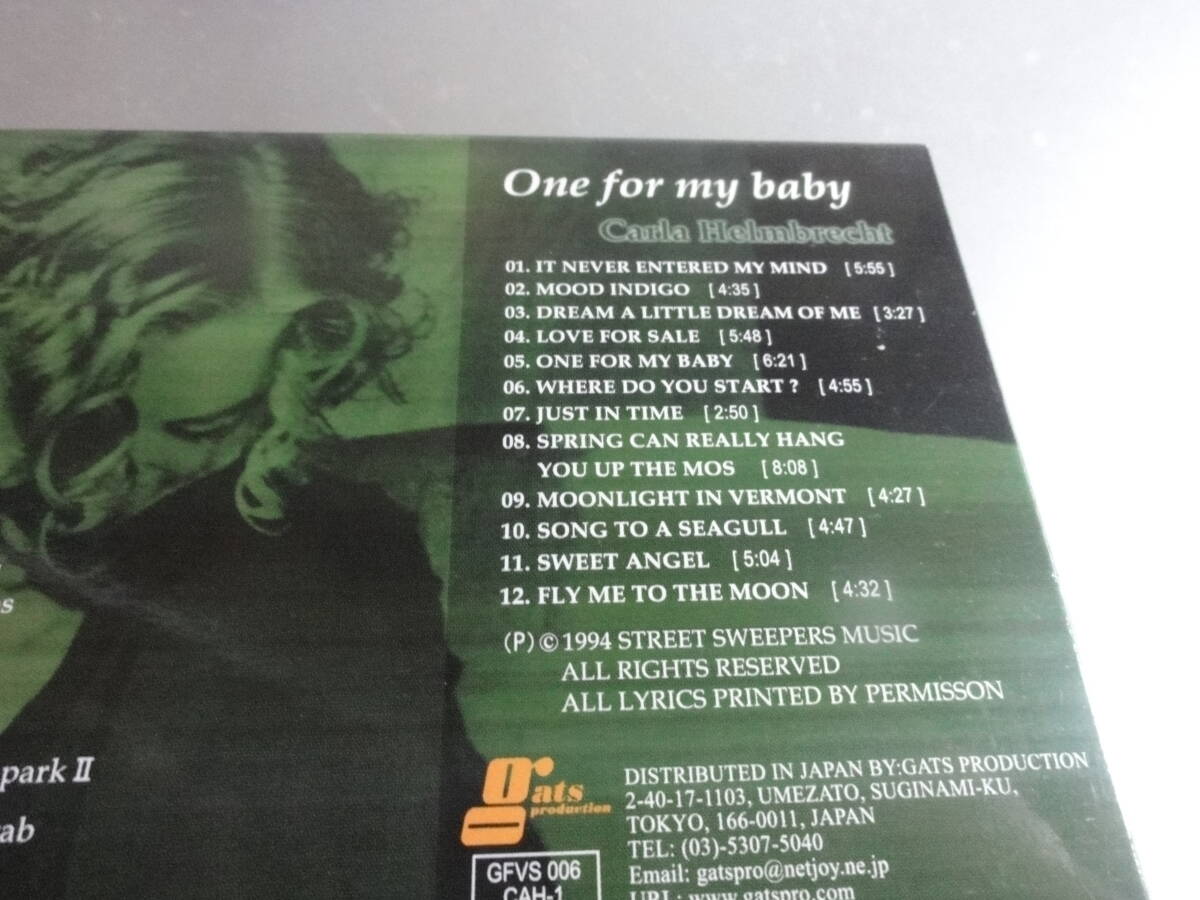 One for my baby
Carla Helmbrecht
01. IT NEVER ENTERED MY MIND [5:55]
02. MOOD INDIGO [4:35]
03. DREAM A LITTLE DREAM OF ME [3:27]
04. LOVE FOR SALE [5:48]
05. ONE FOR MY BABY [6:21]
06. WHERE DO YOU START? [4:55]
07. JUST IN TIME [2:50]
08. SPRING CAN REALLY HANG
YOU UP THE MOS [8:08]
09. MOONLIGHT IN VERMONT [4:27]
10. SONG TO A SEAGULL [4:47]
11. SWEET ANGEL [5:04]
12. FLY ME TO THE MOON [4:32]
(P)© 1994 STREET SWEEPERS MUSIC
ALL RIGHTS RESERVED
ALL LYRICS PRINTED BY PERMISSON
park II
gats
production
DISTRIBUTED IN JAPAN BY:GATS PRODUCTION
2-40-17-1103, UMEZATO, SUGINAMI-KU,
TOKYO, 166-0011, JAPAN
TEL: (03)-5307-5040
Email: gatspro@netjoy.ne.jp
URL: www.gatspro.com
GFVS 006
CAH-1